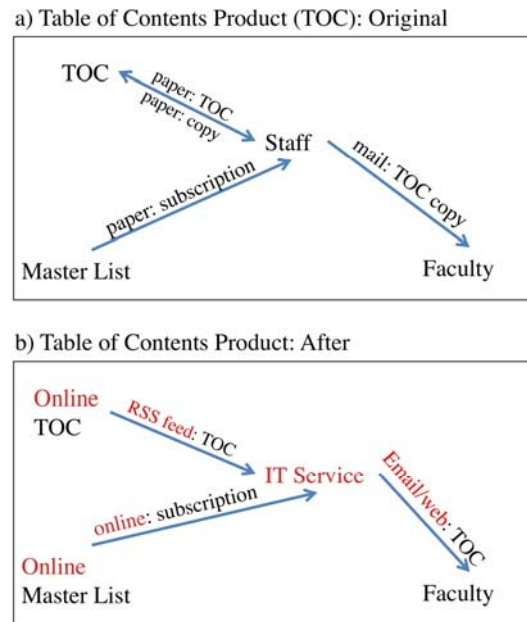 a) Table of Contents Product (TOC): Original
TOC
paper: TOC
paper: copy
Staff
mail: TOC copy
paper: subscription
Master List
Faculty
b) Table of Contents Product: After
Online
TOC
RSS feed: TOC
IT Service
Email/web: TOC
online: subscription
Online
Master List
Faculty